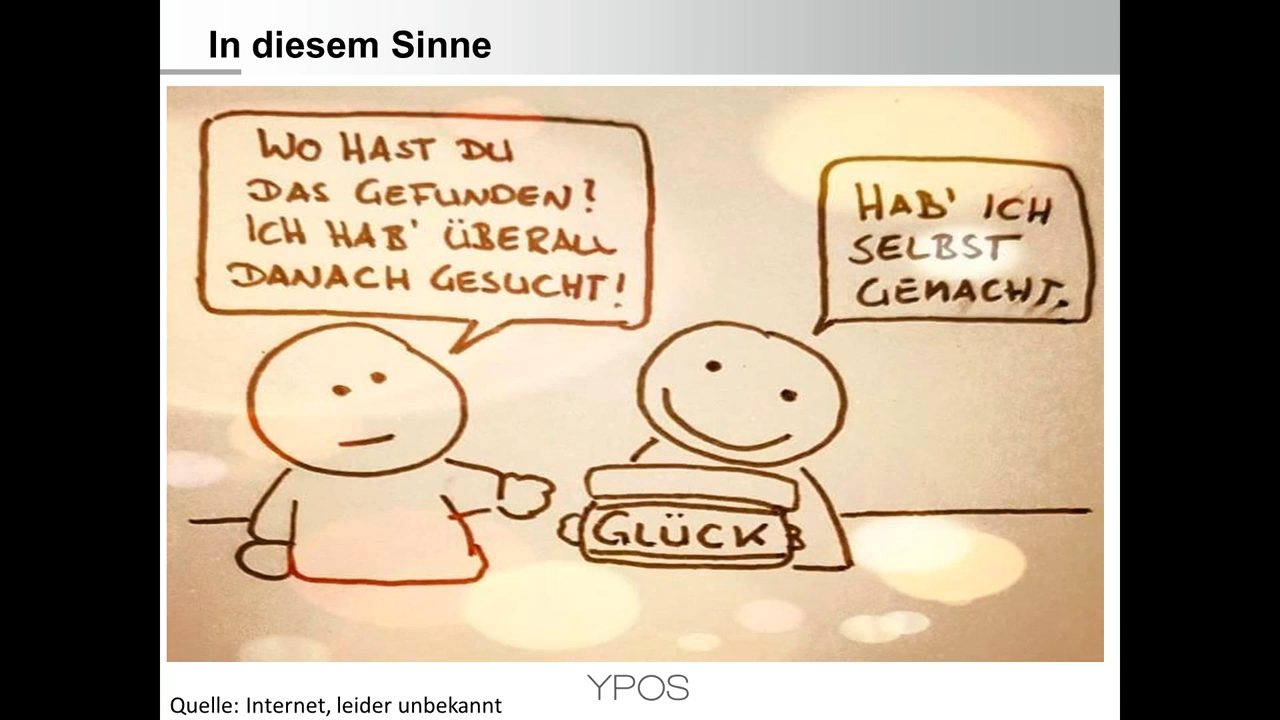 In diesem Sinne
WO HAST DU
DAS GEFUNDEN?
ICH HAB' ÜBERALL
DANACH GESUCHT!
HAB' ICH
SELBST
GEMACHT.
GLÜCK
YPOS
Quelle: Internet, leider unbekannt